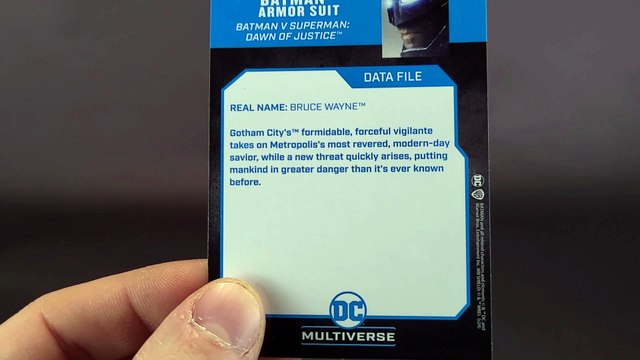 BATMAN
ARMOR SUIT
BATMAN V SUPERMAN:
DAWN OF JUSTICE™
DATA FILE
REAL NAME: BRUCE WAYNE™
Gotham City's™ formidable, forceful vigilante
takes on Metropolis's most revered, modern-day
savior, while a new threat quickly arises, putting
mankind in greater danger than it's ever known
before.
DC
MULTIVERSE
DC